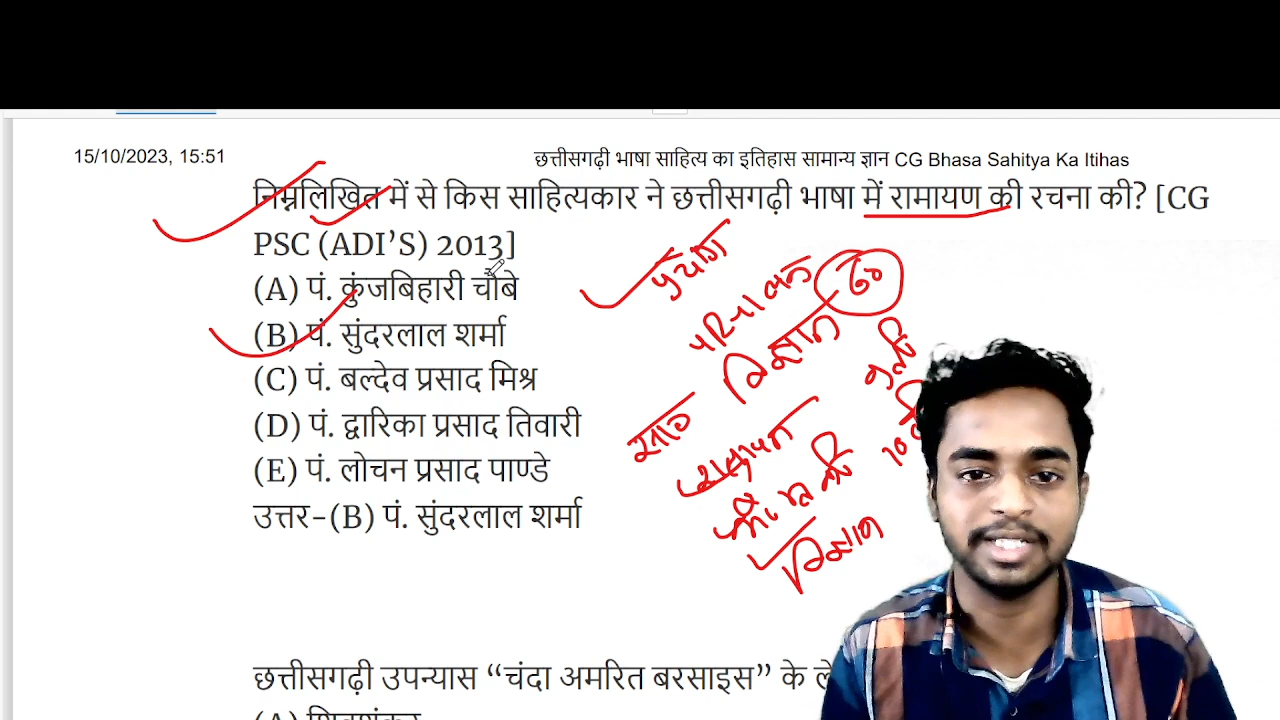 15/10/2023, 15:51
छत्तीसगढ़ी भाषा साहित्य का इतिहास सामान्य ज्ञान CG Bhasa Sahitya Ka Itihas
निम्नलिखित में से किस साहित्यकार ने छत्तीसगढ़ी भाषा में रामायण की रचना की? [CG
PSC (ADI’S) 2013]
(A) पं. कुंजबिहारी चौबे
(B) पं. सुंदरलाल शर्मा
(C) पं. बल्देव प्रसाद मिश्र
(D) पं. द्वारिका प्रसाद तिवारी
(E) पं. लोचन प्रसाद पाण्डे
उत्तर-(B) पं. सुंदरलाल शर्मा
विज्ञान
छत्तीसगढ़ी उपन्यास “चंदा अमरित बरसाइस” के